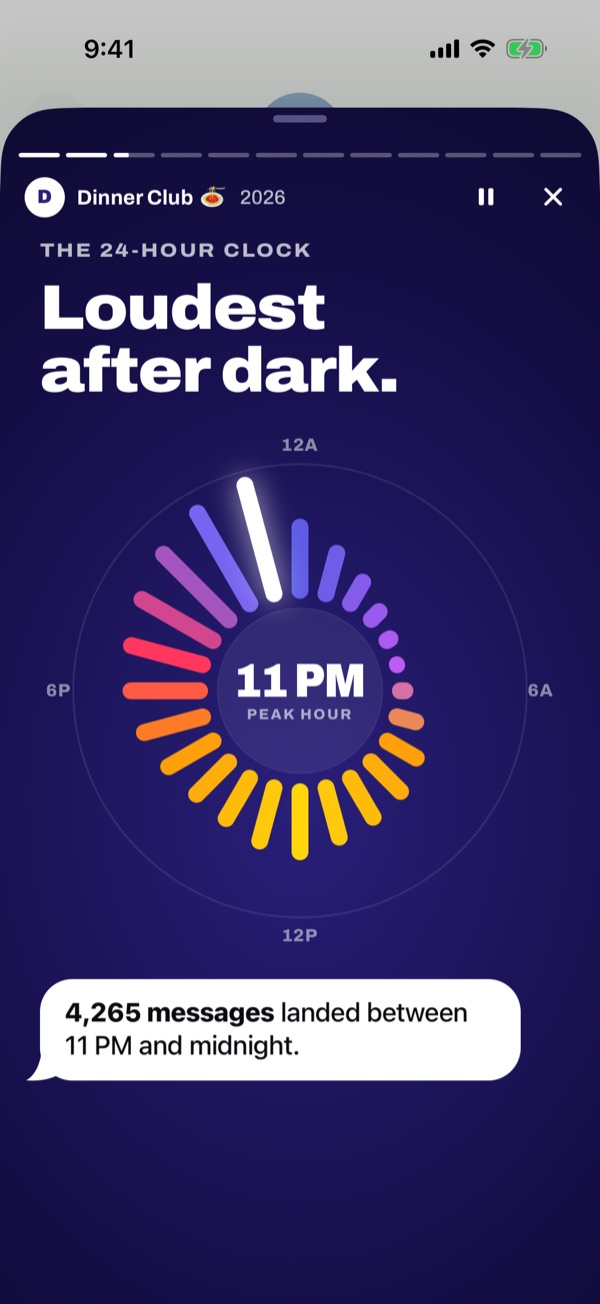 9:41
D Dinner Club 🍝 2026
THE 24-HOUR CLOCK
Loudest
after dark.
12A
6P
11 PM
PEAK HOUR
6A
12P
4,265 messages landed between
11 PM and midnight.